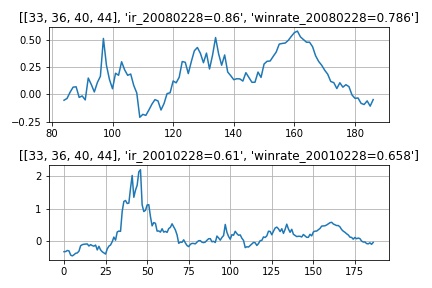 [[33, 36, 40, 44], 'ir_20080228=0.86', 'winrate_20080228=0.786']
0.50
0.25
0.00
−0.25
80 100 120 140 160 180
[[33, 36, 40, 44], 'ir_20010228=0.61', 'winrate_20010228=0.658']
2
1
0
0 25 50 75 100 125 150 175